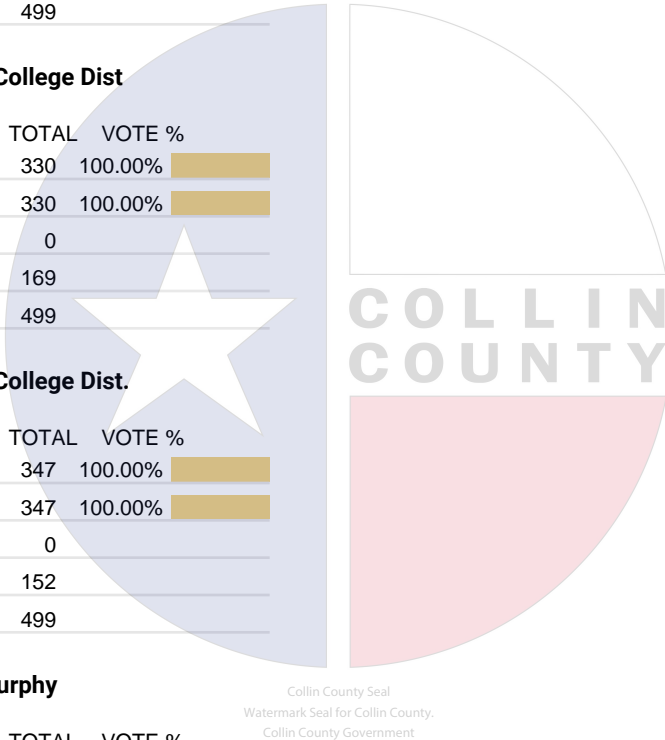 499
College Dist
TOTAL VOTE %
330 100.00%
330 100.00%
0
169
499
COLLIN
COUNTY
College Dist.
TOTAL VOTE %
347 100.00%
347 100.00%
0
152
499
urphy
Collin County Seal
Watermark Seal for Collin County.
Collin County Government
TOTAL VOTE %